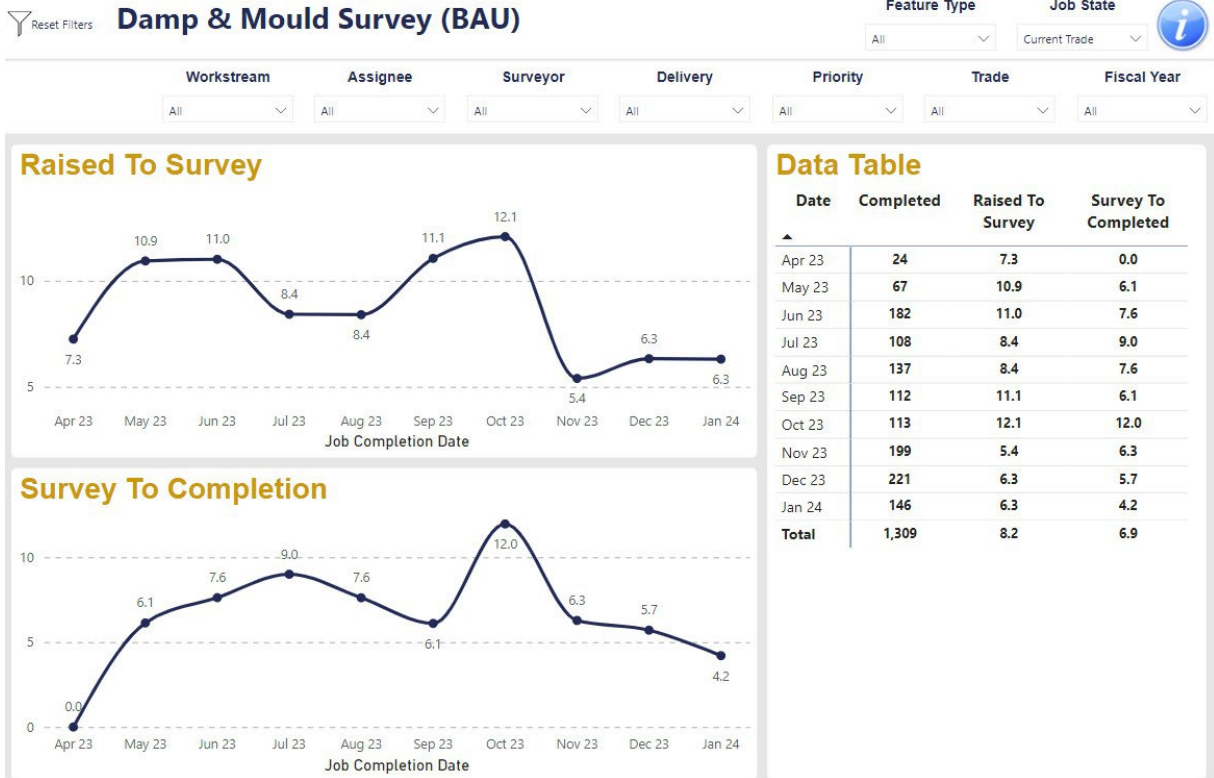 Reset Filters
Damp & Mould Survey (BAU)
Feature Type
Job State
All
Current Trade
i
Workstream
Assignee
Surveyor
Delivery
Priority
Trade
Fiscal Year
All
All
All
All
All
All
All
Raised To Survey
12.1
10.9
11.0
11.1
10
8.4
8.4
7.3
6.3
6.3
5
5.4
Apr 23 May 23 Jun 23 Jul 23 Aug 23 Sep 23 Oct 23 Nov 23 Dec 23 Jan 24
Job Completion Date
Survey To Completion
10
12.0
9.0
7.6
7.6
6.1
6.3
5.7
5
6.1
4.2
0.0
0
Apr 23 May 23 Jun 23 Jul 23 Aug 23 Sep 23 Oct 23 Nov 23 Dec 23 Jan 24
Job Completion Date
Data Table
Date Completed Raised To Survey To
Survey Completed
Apr 23 24 7.3 0.0
May 23 67 10.9 6.1
Jun 23 182 11.0 7.6
Jul 23 108 8.4 9.0
Aug 23 137 8.4 7.6
Sep 23 112 11.1 6.1
Oct 23 113 12.1 12.0
Nov 23 199 5.4 6.3
Dec 23 221 6.3 5.7
Jan 24 146 6.3 4.2
Total 1,309 8.2 6.9